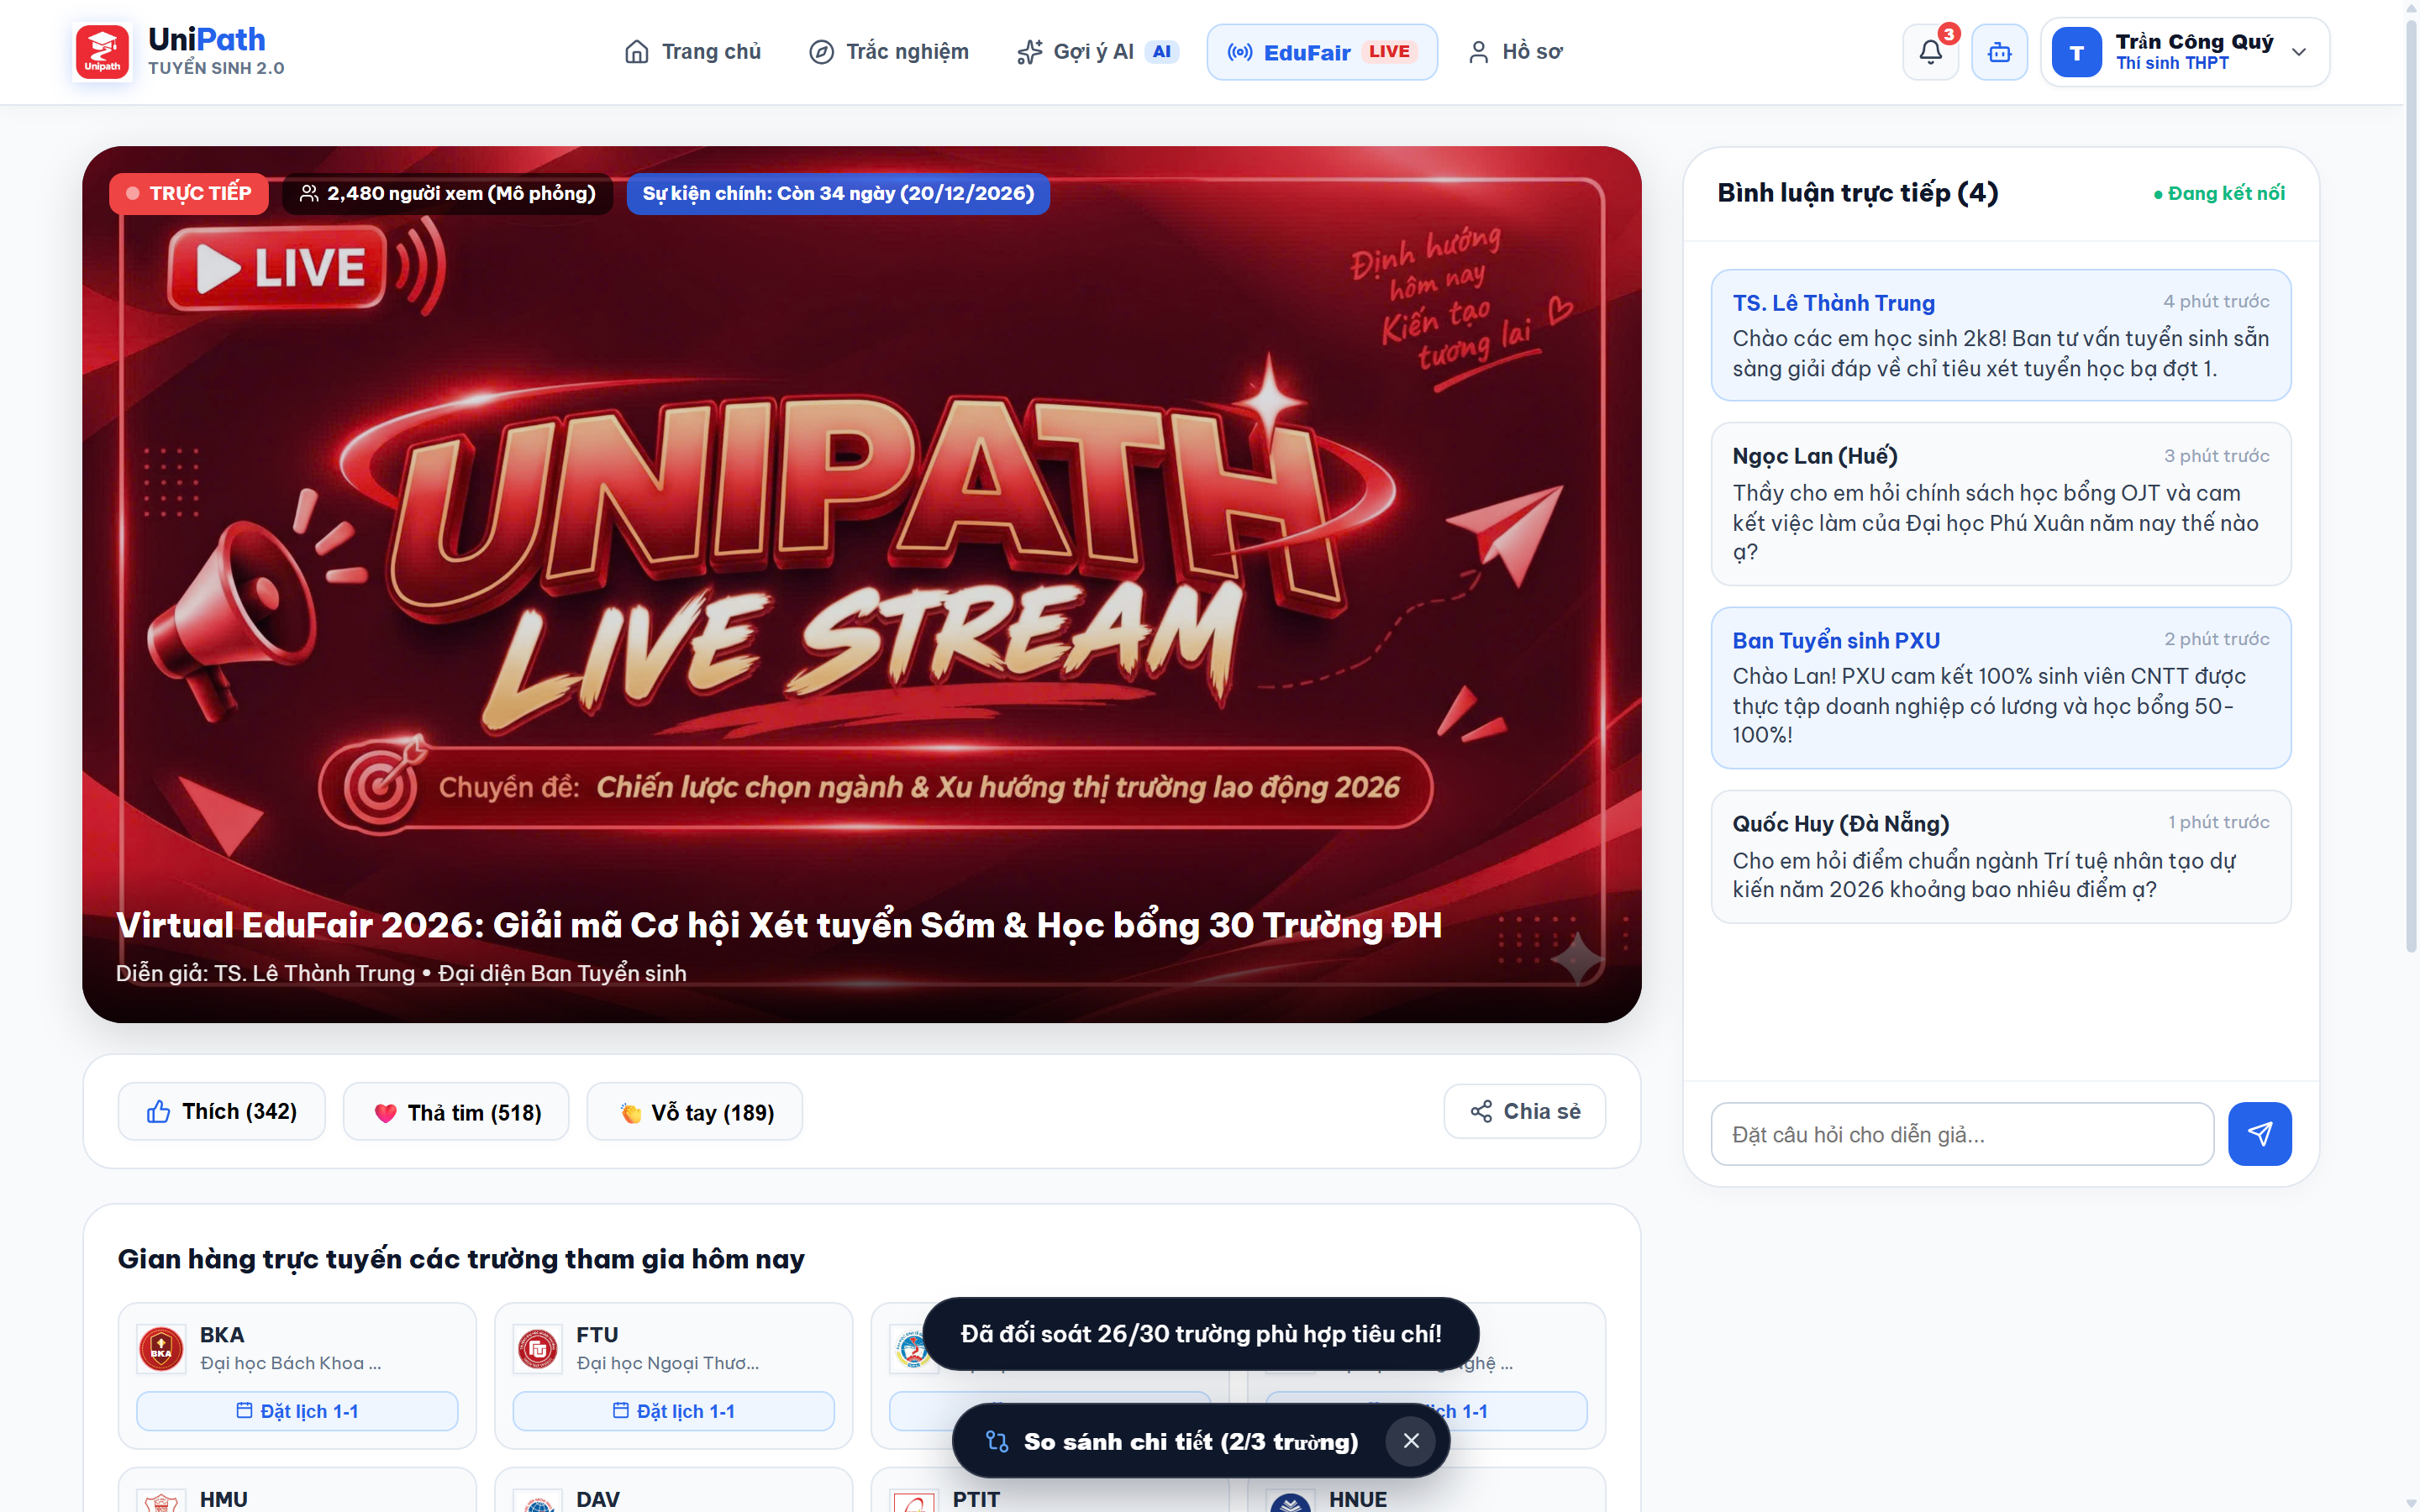 Unipath
UniPath
TUYỂN SINH 2.0
Trang chủ
Trắc nghiệm
Gợi ý AI AI
EduFair LIVE
Hồ sơ
3
T
Trần Công Quý
Thí sinh THPT
TRỰC TIẾP
2,480 người xem (Mô phỏng)
Sự kiện chính: Còn 34 ngày (20/12/2026)
LIVE
Định hướng
hôm nay
Kiến tạo
tương lai
UNIPATH
LIVE STREAM
Chuyên đề: Chiến lược chọn ngành & Xu hướng thị trường lao động 2026
Virtual EduFair 2026: Giải mã Cơ hội Xét tuyển Sớm & Học bổng 30 Trường ĐH
Diễn giả: TS. Lê Thành Trung • Đại diện Ban Tuyển sinh
Thích (342)
Thả tim (518)
Vỗ tay (189)
Chia sẻ
Bình luận trực tiếp (4)
• Đang kết nối
TS. Lê Thành Trung
4 phút trước
Chào các em học sinh 2k8! Ban tư vấn tuyển sinh sẵn
sàng giải đáp về chỉ tiêu xét tuyển học bạ đợt 1.
Ngọc Lan (Huế)
3 phút trước
Thầy cho em hỏi chính sách học bổng OJT và cam
kết việc làm của Đại học Phú Xuân năm nay thế nào
ạ?
Ban Tuyển sinh PXU
2 phút trước
Chào Lan! PXU cam kết 100% sinh viên CNTT được
thực tập doanh nghiệp có lương và học bổng 50-
100%!
Quốc Huy (Đà Nẵng)
1 phút trước
Cho em hỏi điểm chuẩn ngành Trí tuệ nhân tạo dự
kiến năm 2026 khoảng bao nhiêu điểm ạ?
Đặt câu hỏi cho diễn giả...
Gian hàng trực tuyến các trường tham gia hôm nay
BKA
BKA
Đại học Bách Khoa ...
Đặt lịch 1-1
FTU
Đại học Ngoại Thươ...
Đặt lịch 1-1
Đã đối soát 26/30 trường phù hợp tiêu chí!
ghệ ...
ch 1-1
So sánh chi tiết (2/3 trường)
HMU
DAV
PTIT
HNUE